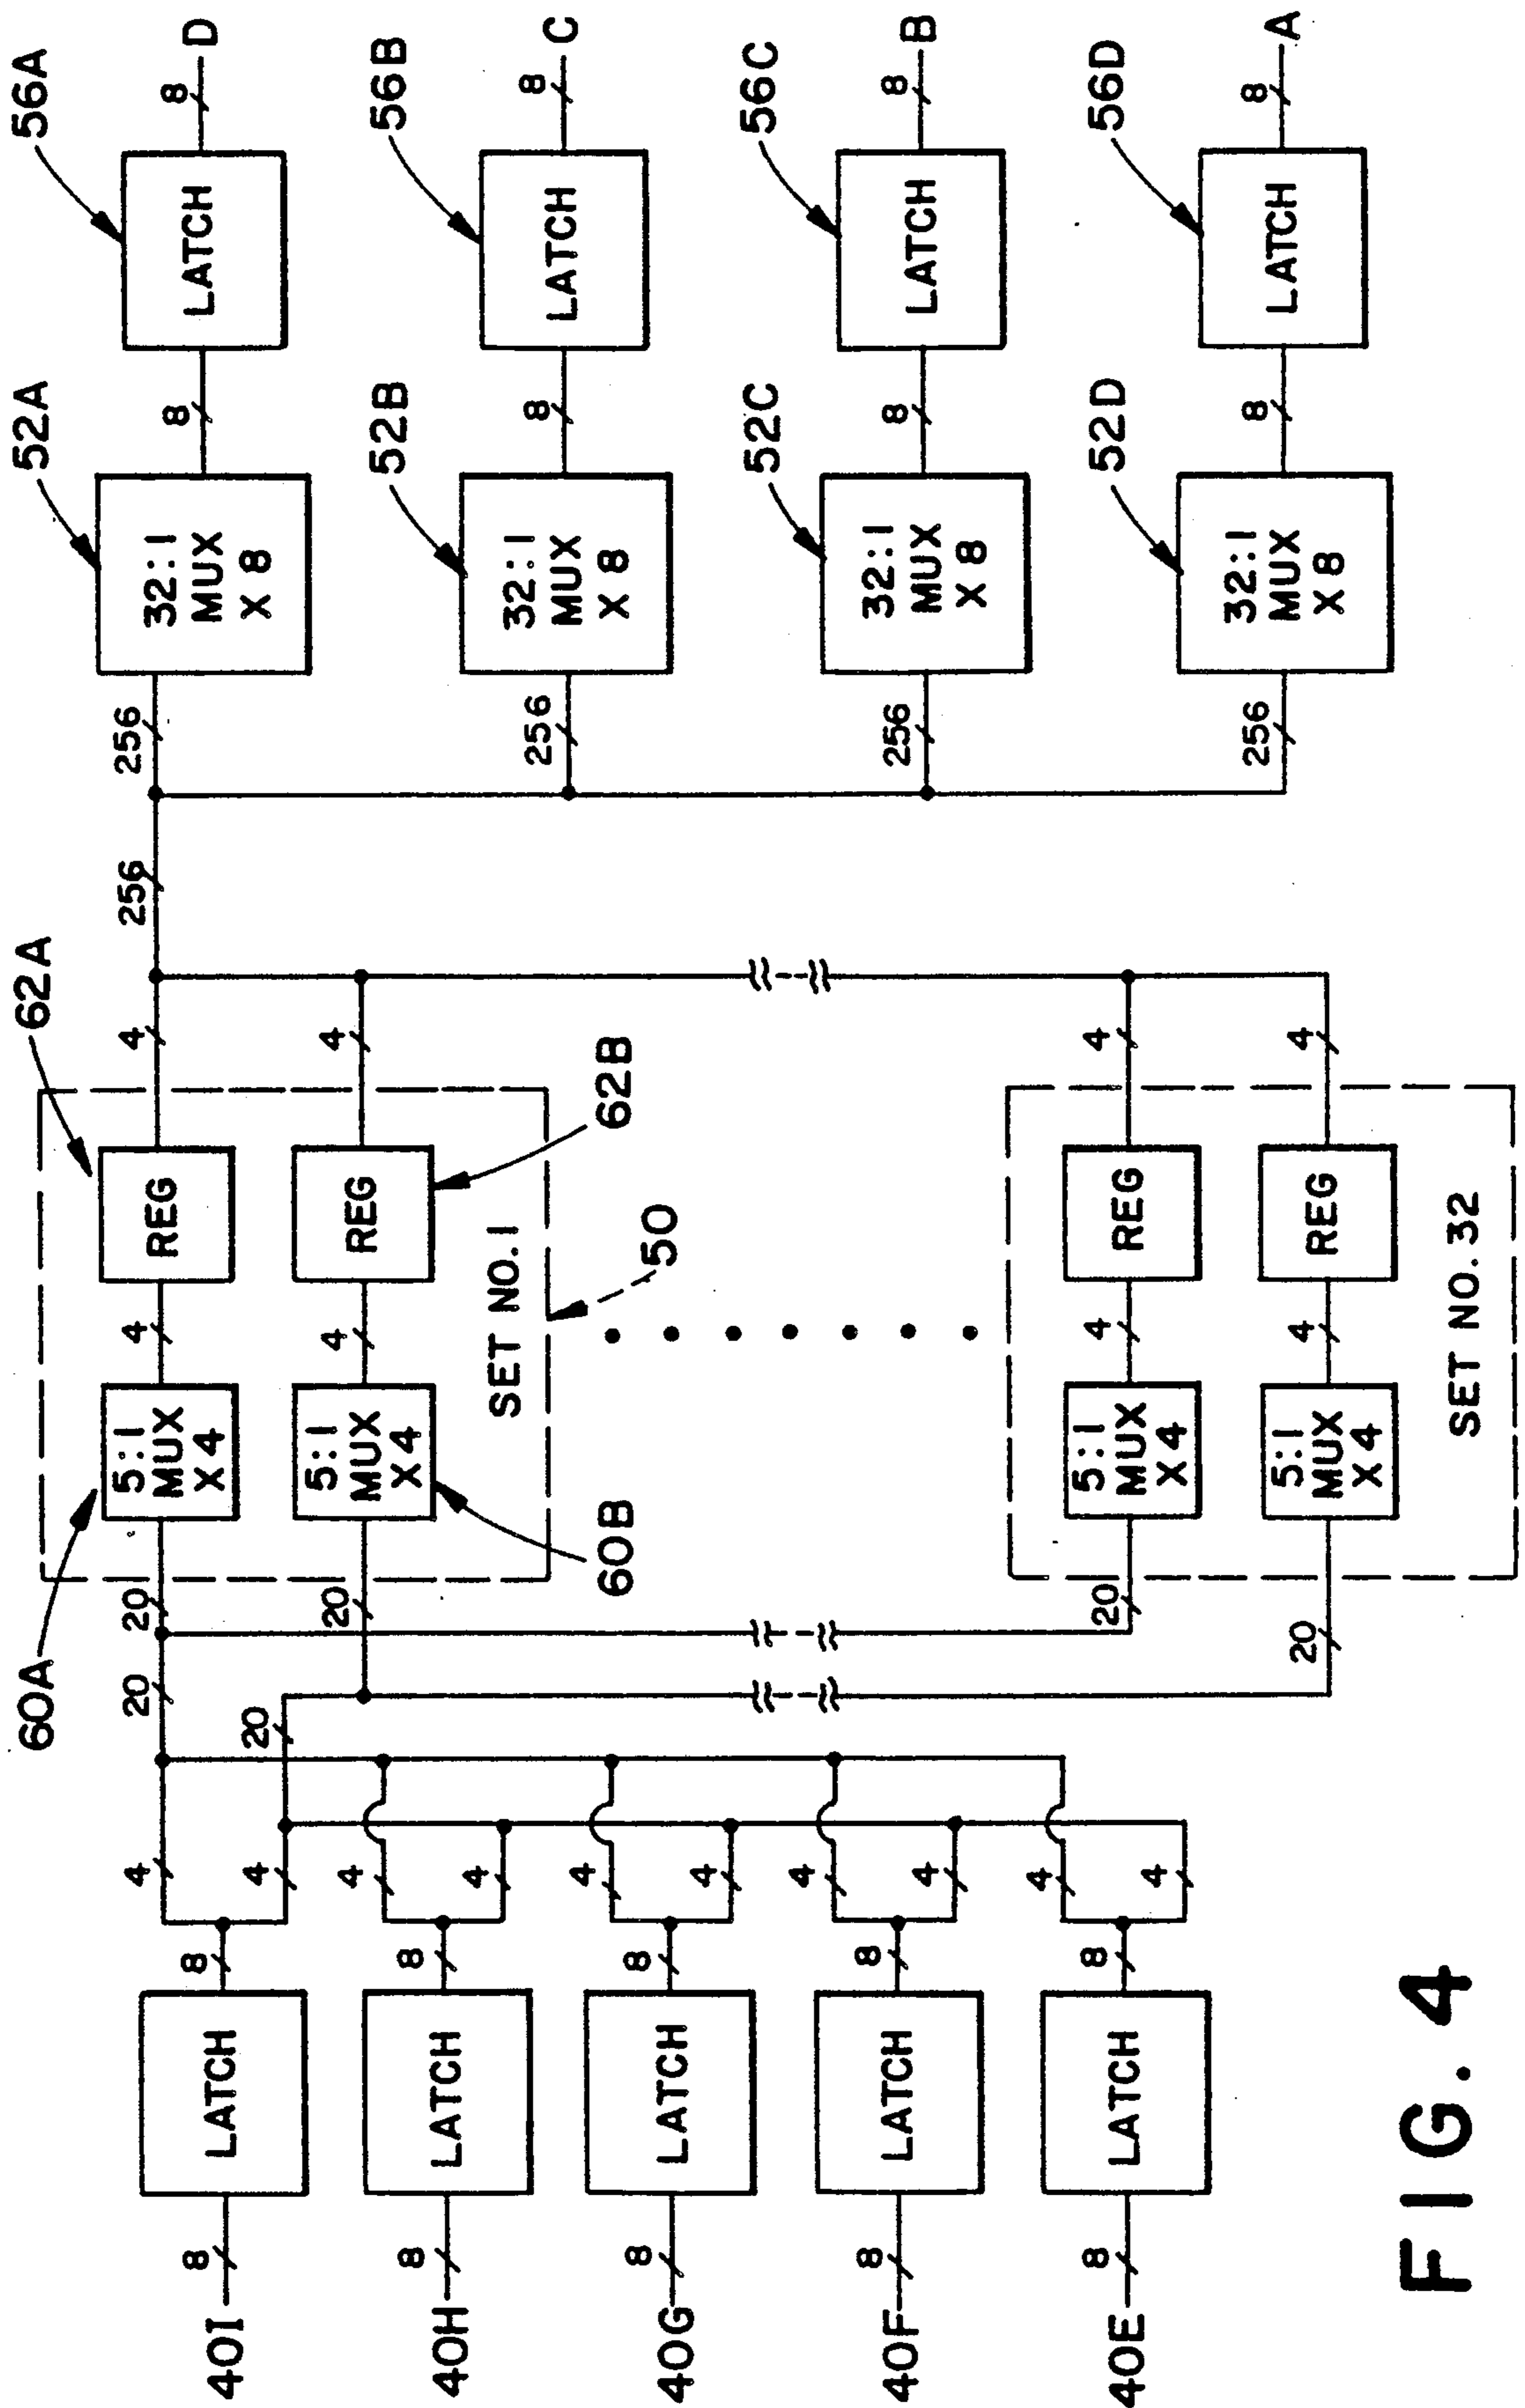 60A
62A
52A
56A
40I
8
LATCH
8
4
4
20
20
20
5:1
MUX
X4
4
REG
4
256
256
32:1
MUX
X 8
8
LATCH
8
D
40H
8
LATCH
8
4
4
20
5:1
MUX
X4
4
REG
4
SET NO. 1
60B
62B
50
52B
56B
256
32:1
MUX
X 8
8
LATCH
8
C
40G
8
LATCH
8
4
4
52C
56C
256
32:1
MUX
X 8
8
LATCH
8
B
40F
8
LATCH
8
4
4
40E
8
LATCH
8
4
4
20
5:1
MUX
X4
4
REG
4
20
5:1
MUX
X4
4
REG
4
SET NO. 32
52D
56D
256
32:1
MUX
X 8
8
LATCH
8
A
FIG. 4